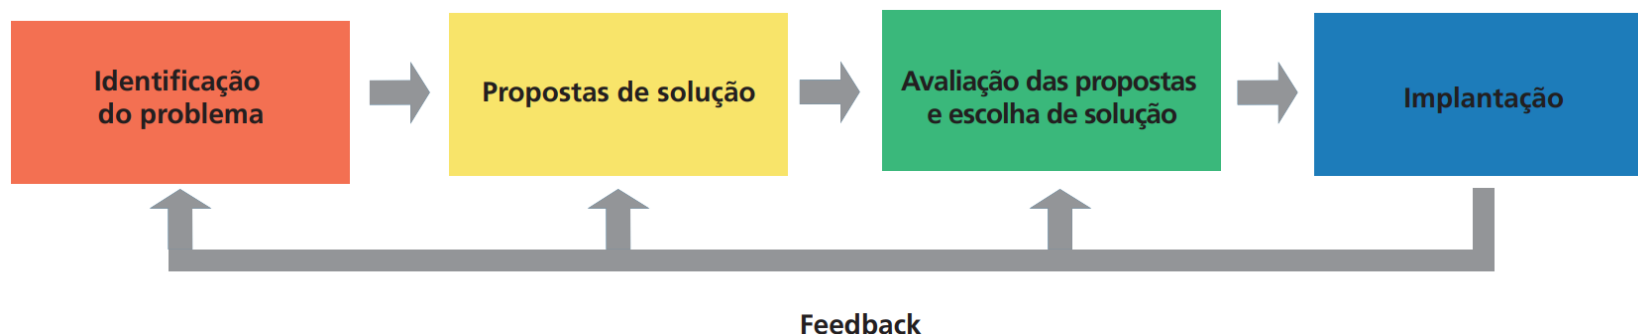 Identificação
do problema
Propostas de solução
Avaliação das propostas
e escolha de solução
Implantação
Feedback